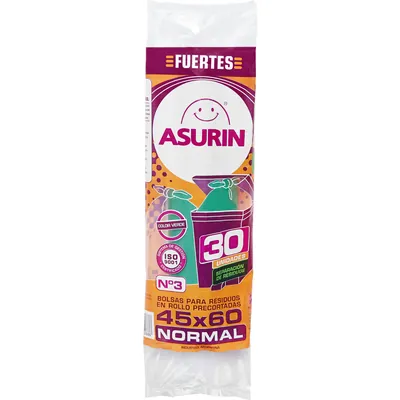 FUERTES
ASURIN
COLOR VERDE
ISO
9001
30
UNIDADES
SEPARACION
DE RESIDUOS
Nº3
BOLSAS PARA RESIDUOS
EN ROLLO PRECORTADAS
45x60
NORMAL